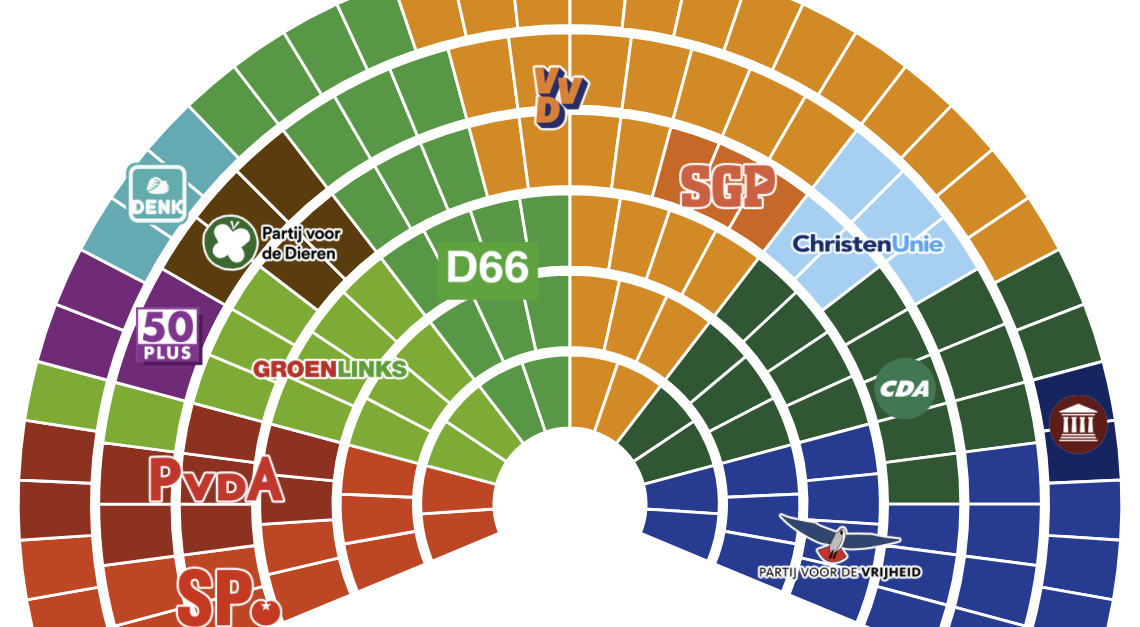 VVD
SGP
DENK
Partij voor
de Dieren
ChristenUnie
D66
50
PLUS
GROENLINKS
CDA
PVDA
SP
PARTIJ VOOR DE VRIJHEID